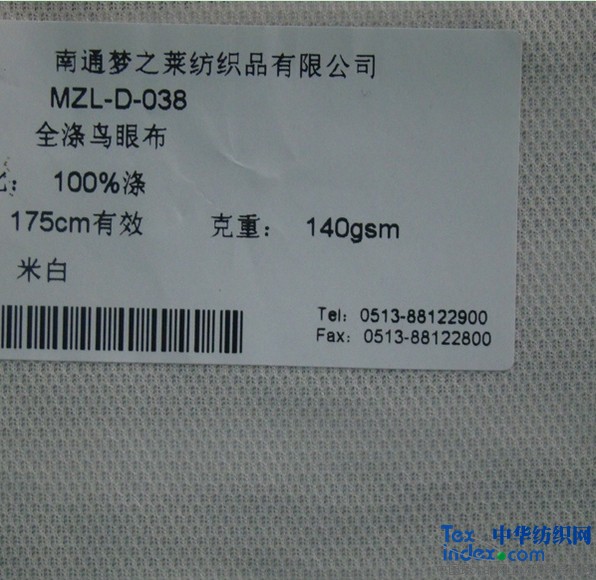 南通梦之莱纺织品有限公司
MZL-D-038
全涤鸟眼布
比： 100%涤
175cm有效 克重： 140gsm
米白
Tel: 0513-88122900
Fax: 0513-88122800
Tex 中华纺织网
index.com